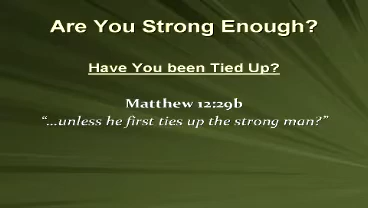 Are You Strong Enough?
Have You been Tied Up?
Matthew 12:29b
“…unless he first ties up the strong man?”